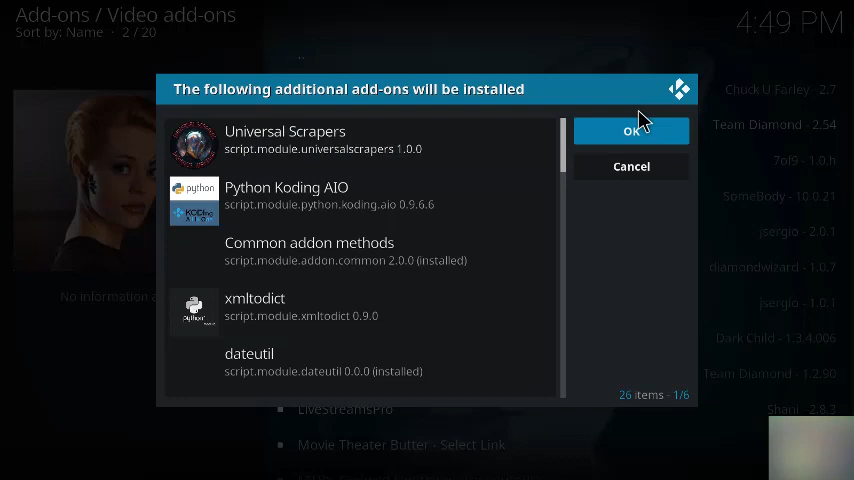 Add-ons / Video add-ons
Sort by: Name · 2 / 20
4:49 PM
..
The following additional add-ons will be installed
Universal Scrapers
script.module.universalscrapers 1.0.0
python
KODing
Python Koding AIO
script.module.python.koding.aio 0.9.6.6
Common addon methods
script.module.addon.common 2.0.0 (installed)
python
xmltodict
script.module.xmltodict 0.9.0
dateutil
script.module.dateutil 0.0.0 (installed)
OK
Cancel
26 items - 1/6
No information a
Chuck U Farley - 2.7
Team Diamond - 2.54
7of9 - 1.0.h
SomeBody - 10.0.21
jsergio - 2.0.1
diamondwizard - 1.0.7
jsergio - 1.0.1
Dark Child - 1.3.4.006
Team Diamond - 1.2.90
LiveStreamsPro
Shani - 2.8.3
Movie Theater Butter - Select Link